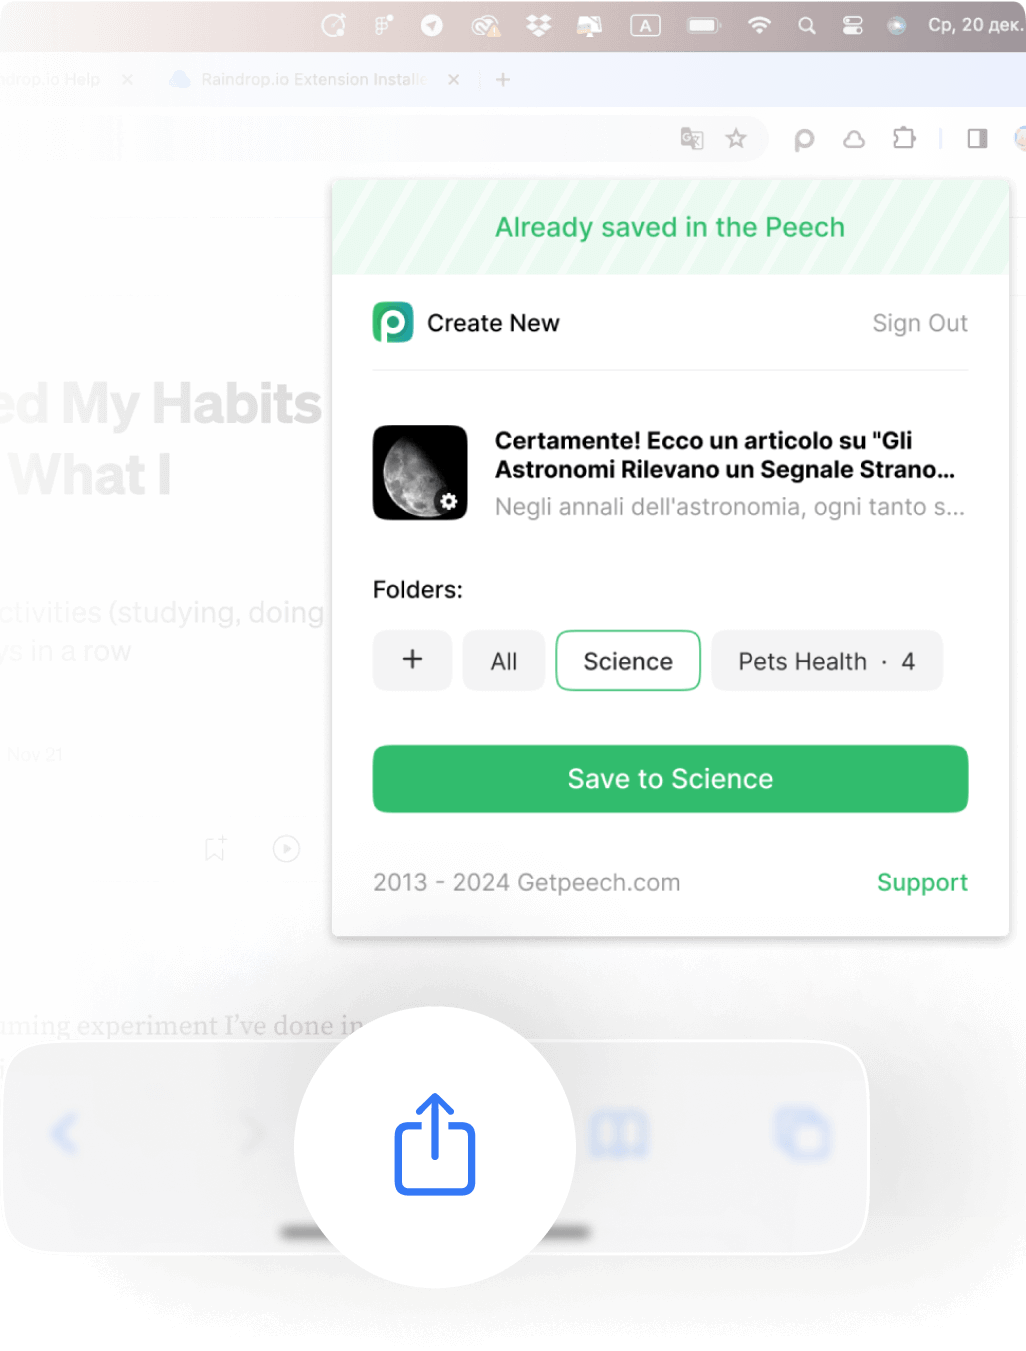 A
Ср, 20 дек.
drop.io Help
Raindrop.io Extension Installe
Already saved in the Peech
Create New
Sign Out
ed My Habits
What I
Certamente! Ecco un articolo su "Gli
Astronomi Rilevano un Segnale Strano...
Negli annali dell'astronomia, ogni tanto s...
Folders:
ctivities (studying, doing
ys in a row
+ All Science Pets Health · 4
Nov 21
Save to Science
2013 - 2024 Getpeech.com
Support
uming experiment I've done in